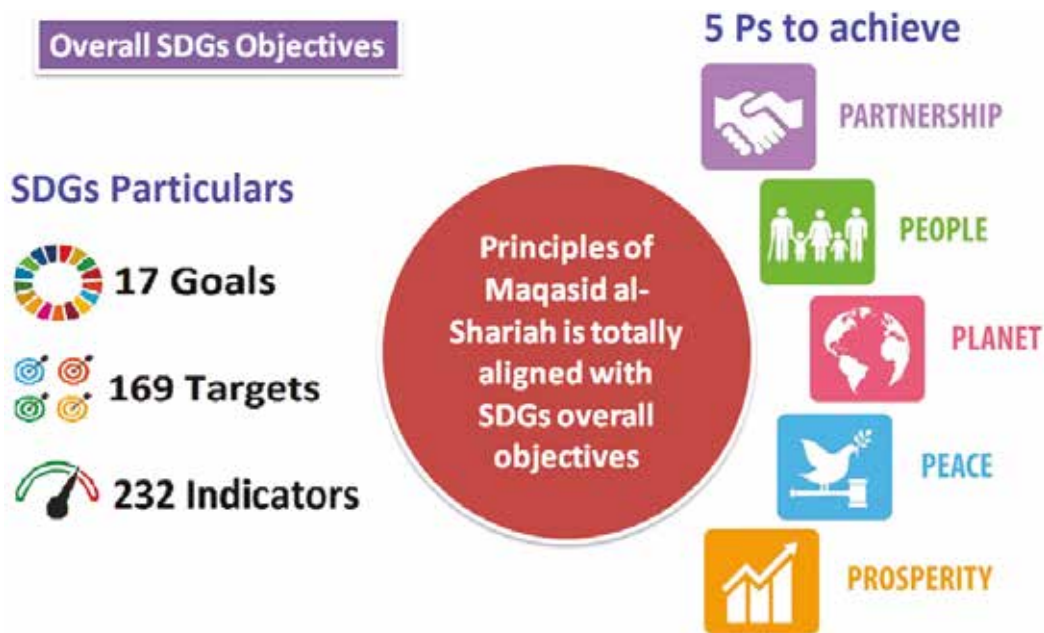 Overall SDGs Objectives
SDGs Particulars
17 Goals
169 Targets
232 Indicators
Principles of
Maqasid al-
Shariah is totally
aligned with
SDGs overall
objectives
5 Ps to achieve
PARTNERSHIP
PEOPLE
PLANET
PEACE
PROSPERITY